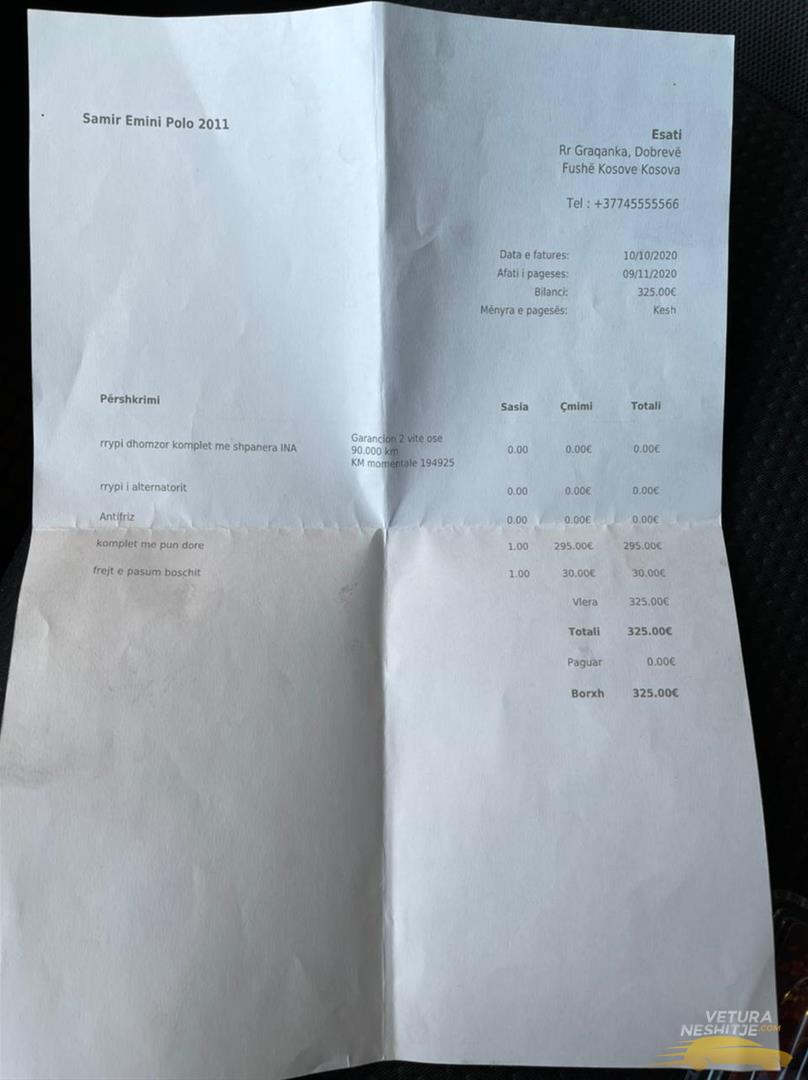 Samir Emini Polo 2011
Esati
Rr Graqanka, Dobrevë
Fushë Kosove Kosova
Tel : +37745555566
Data e fatures: 10/10/2020
Afati i pageses: 09/11/2020
Bilanci: 325.00€
Mënyra e pagesës: Kesh
Përshkrimi Sasia Çmimi Totali
rrypi dhomzor komplet me shpanera INA Garancion 2 vite ose 0.00 0.00€ 0.00€
90.000 km
KM momentale 194925
rrypi i alternatorit 0.00 0.00€ 0.00€
Antifriz 0.00 0.00€ 0.00€
komplet me pun dore 1.00 295.00€ 295.00€
frejt e pasum boschit 1.00 30.00€ 30.00€
Vlera 325.00€
Totali 325.00€
Paguar 0.00€
Borxh 325.00€
VETURA
NESHITJE.COM